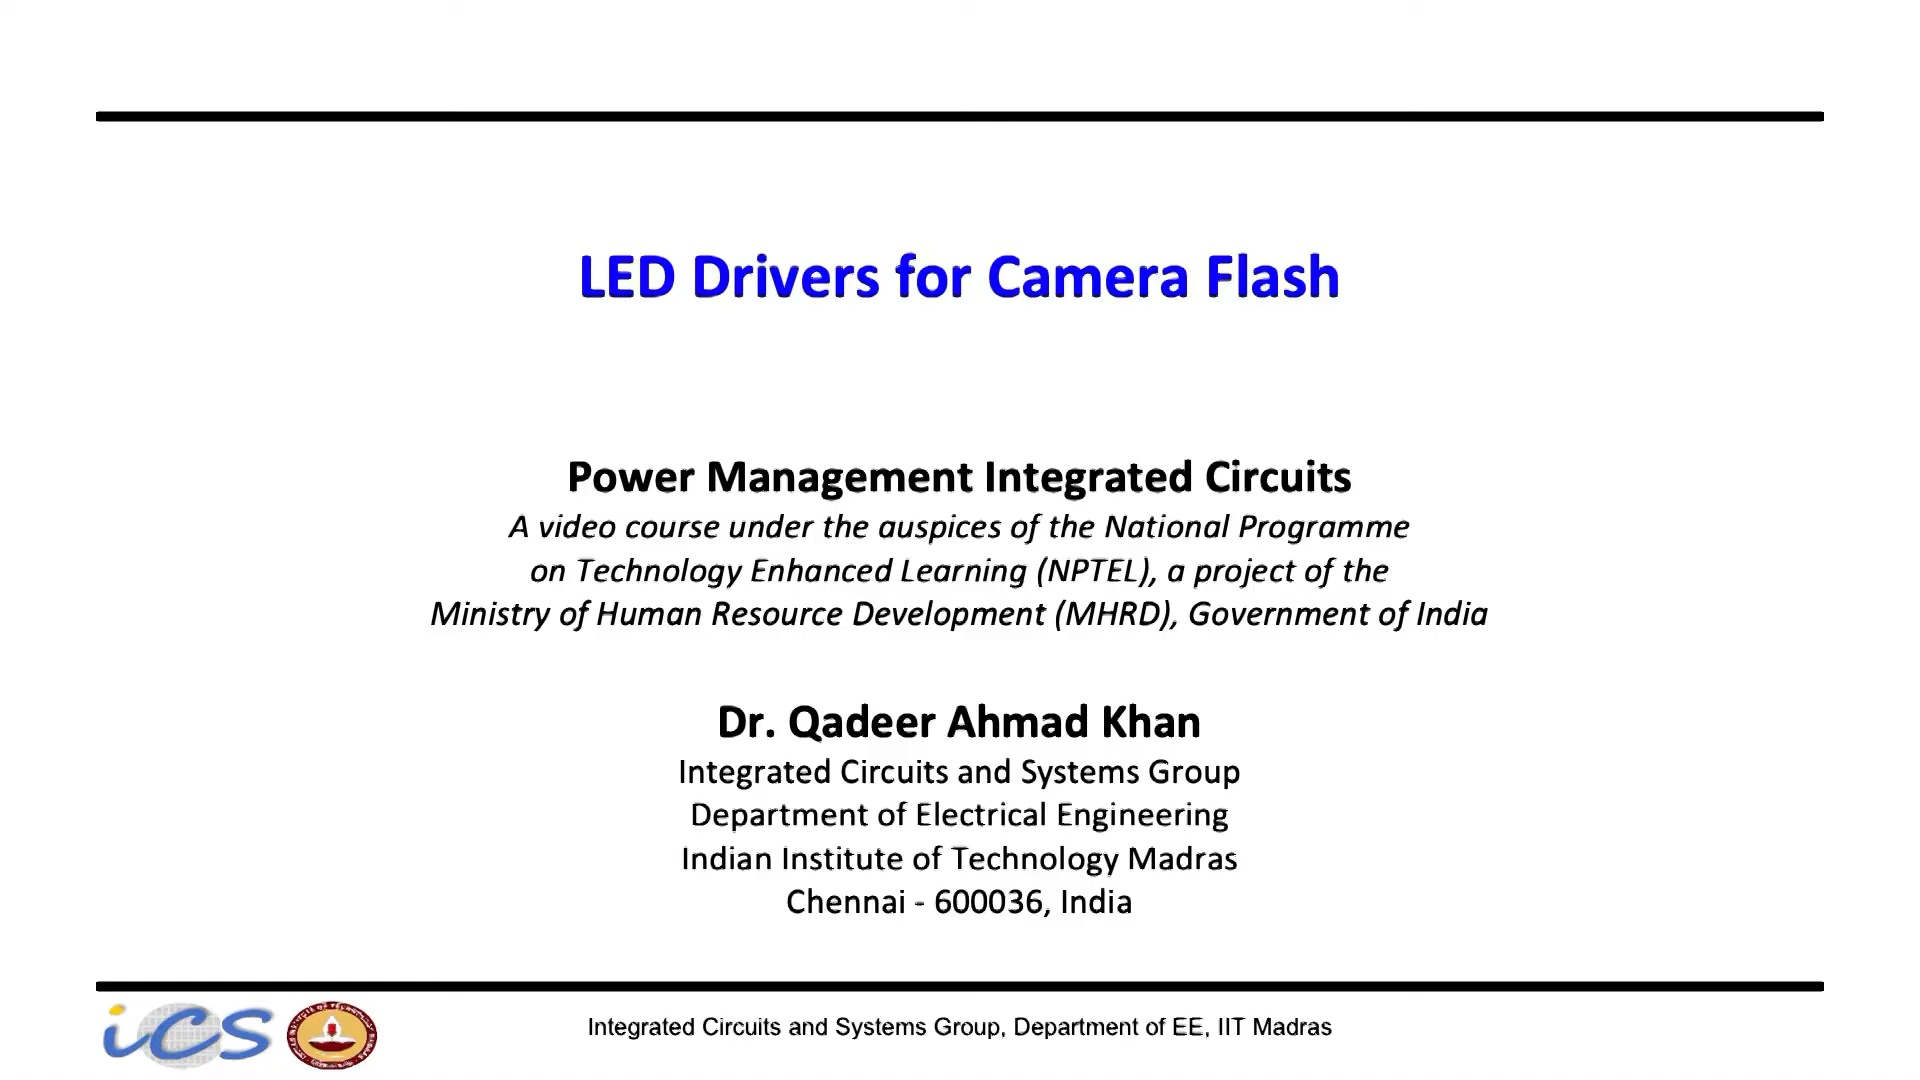 LED Drivers for Camera Flash
Power Management Integrated Circuits
A video course under the auspices of the National Programme
on Technology Enhanced Learning (NPTEL), a project of the
Ministry of Human Resource Development (MHRD), Government of India
Dr. Qadeer Ahmad Khan
Integrated Circuits and Systems Group
Department of Electrical Engineering
Indian Institute of Technology Madras
Chennai - 600036, India
ics
Integrated Circuits and Systems Group, Department of EE, IIT Madras